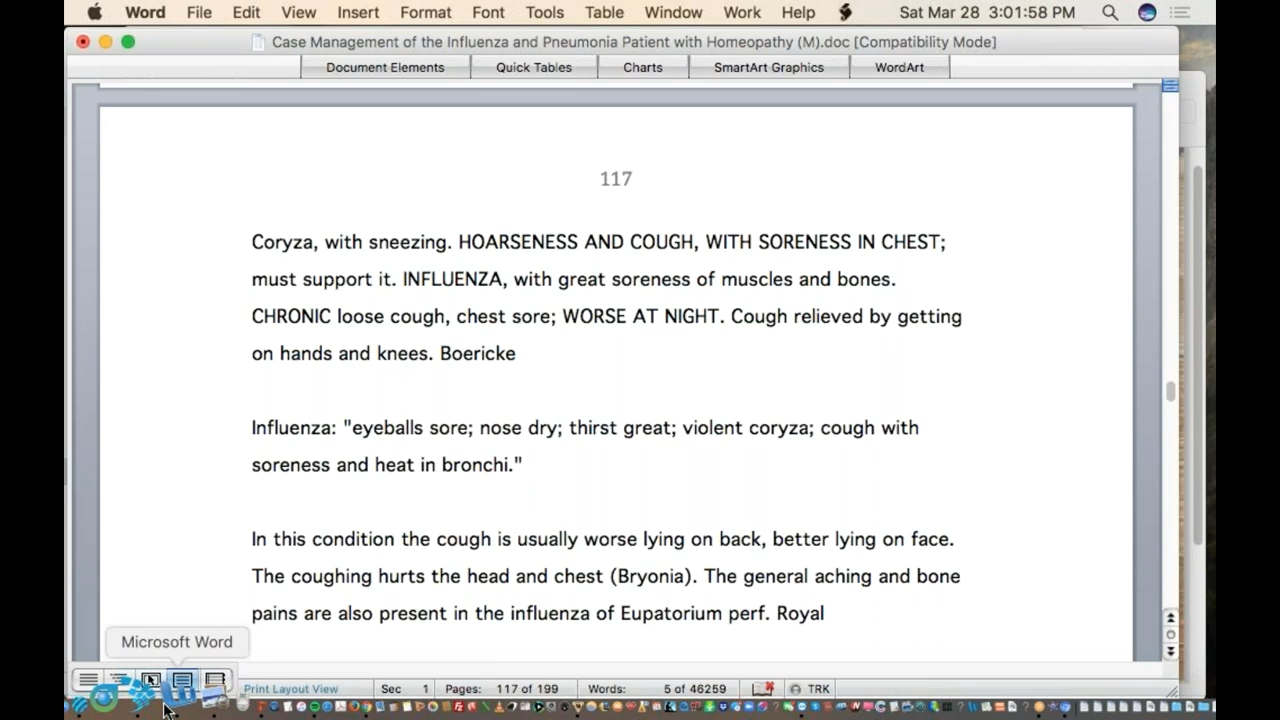 Word File Edit View Insert Format Font Tools Table Window Work Help Sat Mar 28 3:01:58 PM
Case Management of the Influenza and Pneumonia Patient with Homeopathy (M).doc [Compatibility Mode]
Document Elements Quick Tables Charts SmartArt Graphics WordArt
117
Coryza, with sneezing. HOARSENESS AND COUGH, WITH SORENESS IN CHEST;
must support it. INFLUENZA, with great soreness of muscles and bones.
CHRONIC loose cough, chest sore; WORSE AT NIGHT. Cough relieved by getting
on hands and knees. Boericke
Influenza: "eyeballs sore; nose dry; thirst great; violent coryza; cough with
soreness and heat in bronchi."
In this condition the cough is usually worse lying on back, better lying on face.
The coughing hurts the head and chest (Bryonia). The general aching and bone
pains are also present in the influenza of Eupatorium perf. Royal
Microsoft Word
Print Layout View Sec 1 Pages: 117 of 199 Words: 5 of 46259 TRK